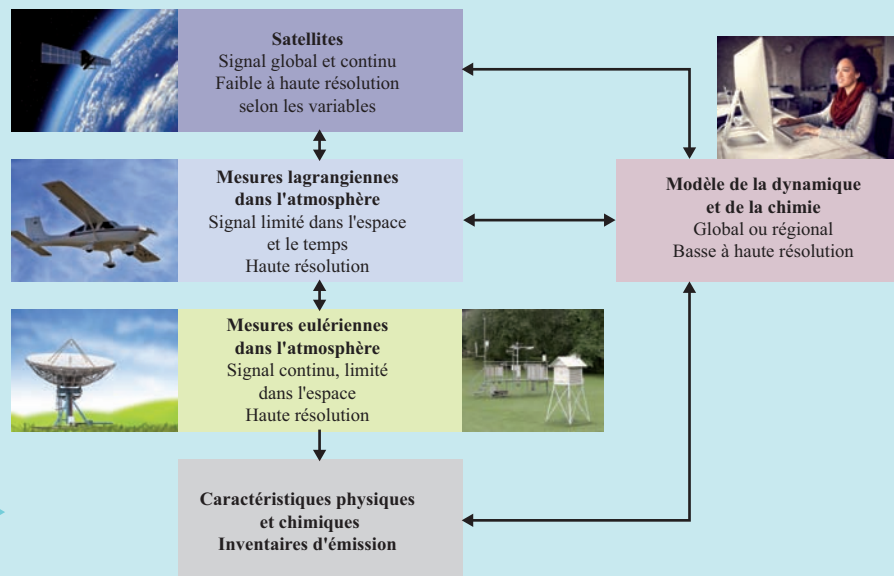 Satellites
Signal global et continu
Faible à haute résolution
selon les variables
Mesures lagrangiennes
dans l'atmosphère
Signal limité dans l'espace
et le temps
Haute résolution
Modèle de la dynamique
et de la chimie
Global ou régional
Basse à haute résolution
Mesures eulériennes
dans l'atmosphère
Signal continu, limité
dans l'espace
Haute résolution
Caractéristiques physiques
et chimiques
Inventaires d'émission